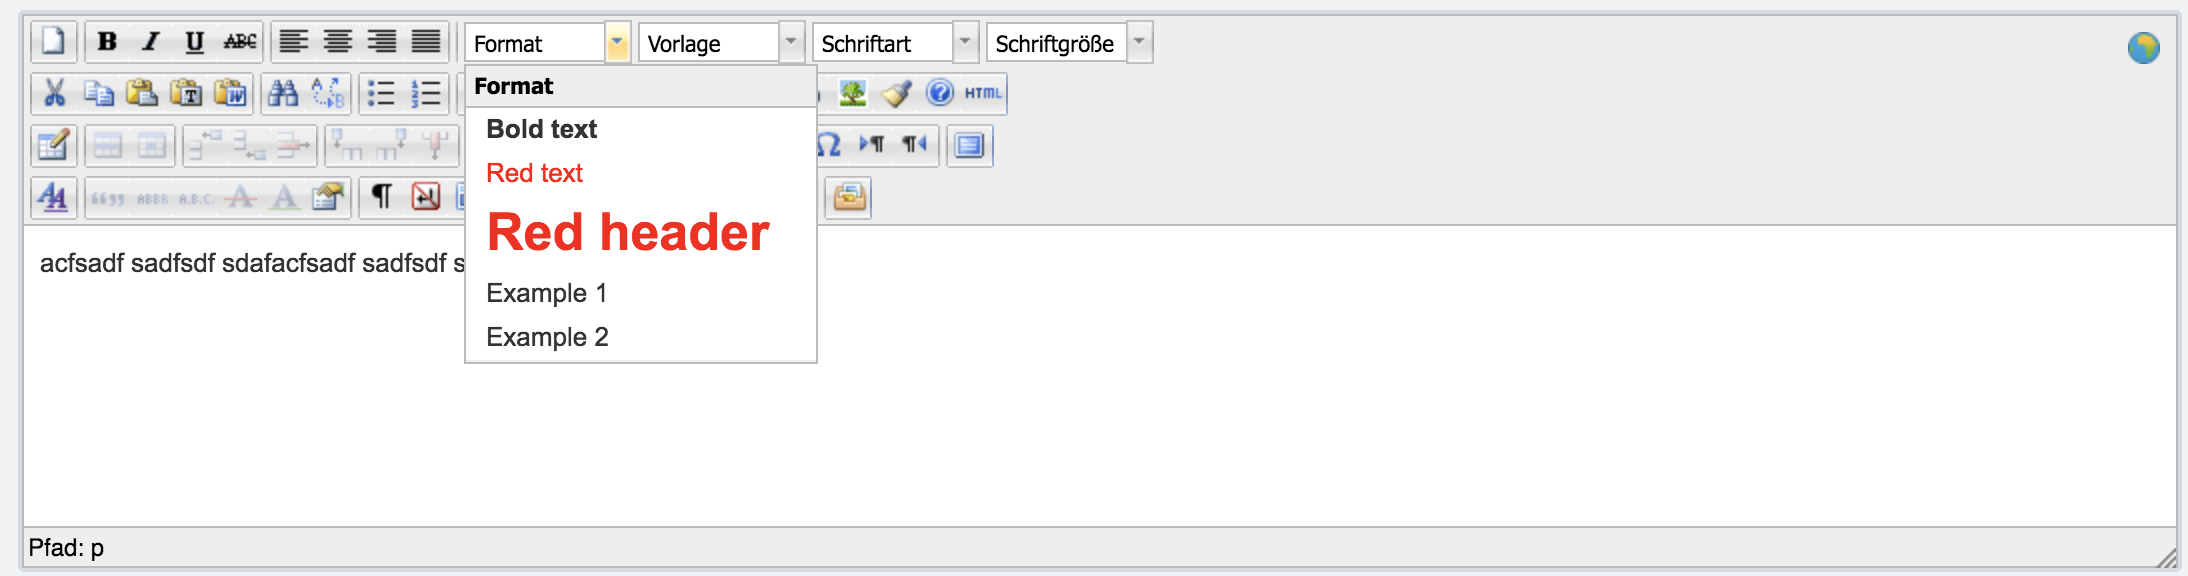 B I U ABC Format Vorlage Schriftart Schriftgröße
Format
HTML
Bold text
Red text
Red header
ABBR A.B.C. A A
acfsadf sadfsdf sdafacfsadf sadfsdf s
Example 1
Example 2
Pfad: p